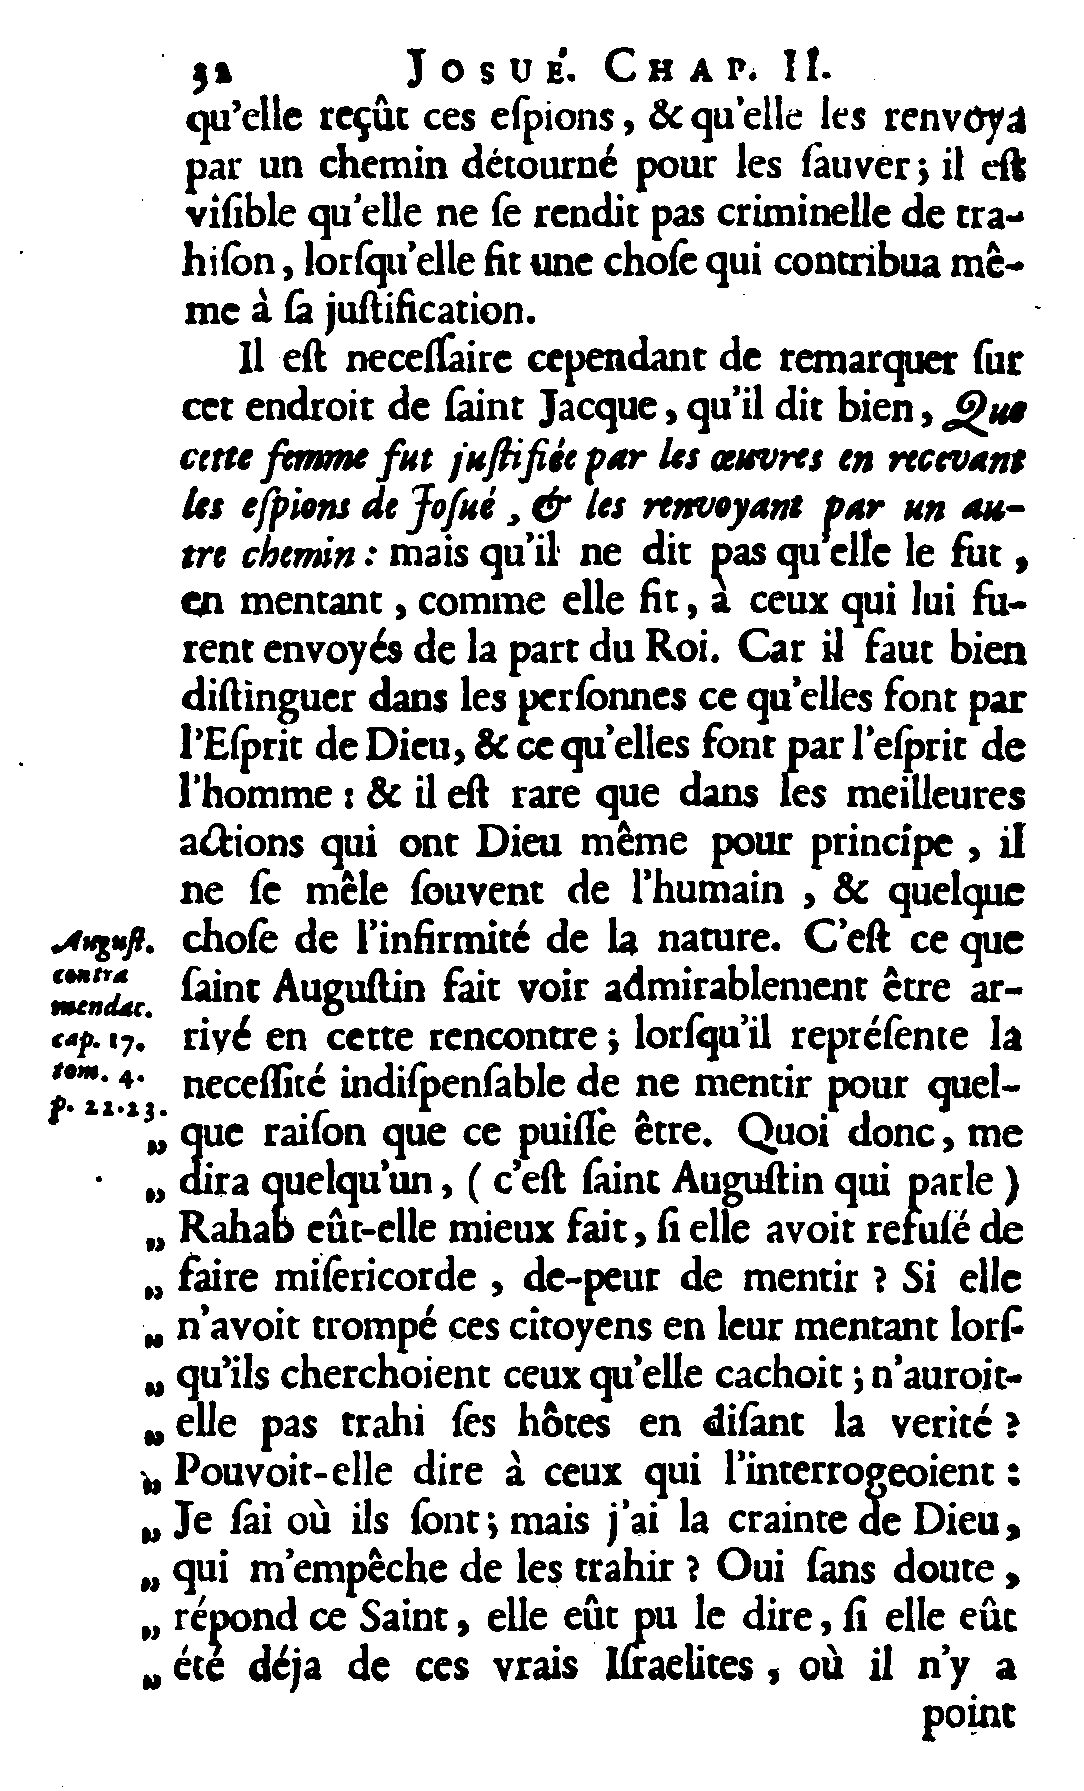 32 JOSUÉ. CHAP. II.
qu'elle reçût ces eſpions, & qu'elle les renvoya
par un chemin détourné pour les ſauver; il eſt
viſible qu'elle ne ſe rendit pas criminelle de tra-
hiſon, lorſqu'elle fit une choſe qui contribua mê-
me à ſa juſtification.
Il eſt neceſſaire cependant de remarquer ſur
cet endroit de ſaint Jacque, qu'il dit bien, Que
cette femme fut juſtifiée par les œuvres en recevant
les eſpions de Joſué, & les renvoyant par un au-
tre chemin: mais qu'il ne dit pas qu'elle le fut,
en mentant, comme elle fit, à ceux qui lui fu-
rent envoyés de la part du Roi. Car il faut bien
diſtinguer dans les perſonnes ce qu'elles font par
l'Eſprit de Dieu, & ce qu'elles font par l'eſprit de
l'homme: & il eſt rare que dans les meilleures
actions qui ont Dieu même pour principe, il
ne ſe mêle ſouvent de l'humain, & quelque
choſe de l'infirmité de la nature. C'eſt ce que
ſaint Auguſtin fait voir admirablement être ar-
rivé en cette rencontre; lorſqu'il repréſente la
neceſſité indiſpenſable de ne mentir pour quel-
que raiſon que ce puiſſe être. Quoi donc, me
Auguſt.
contra
mendac.
cap. 17.
tom. 4.
p. 22.23.
„ dira quelqu'un, (c'eſt ſaint Auguſtin qui parle)
„ Rahab eût-elle mieux fait, ſi elle avoit refuſé de
„ faire miſericorde, de-peur de mentir? Si elle
„ n'avoit trompé ces citoyens en leur mentant lorſ-
„ qu'ils cherchoient ceux qu'elle cachoit; n'auroit-
„ elle pas trahi ſes hôtes en diſant la verité?
„ Pouvoit-elle dire à ceux qui l'interrogeoient:
„ Je ſai où ils ſont; mais j'ai la crainte de Dieu,
„ qui m'empêche de les trahir? Oui ſans doute,
„ répond ce Saint, elle eût pu le dire, ſi elle eût
„ été déja de ces vrais Iſraelites, où il n'y a
point